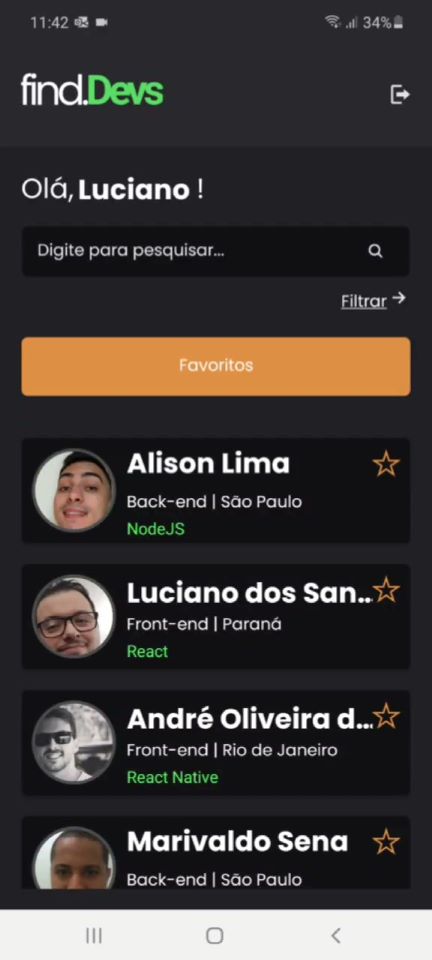 11:42
34%
find.Devs
Olá, Luciano !
Digite para pesquisar...
Filtrar
Favoritos
Alison Lima
Back-end | São Paulo
NodeJS
Luciano dos San...
Front-end | Paraná
React
André Oliveira d...
Front-end | Rio de Janeiro
React Native
Marivaldo Sena
Back-end | São Paulo